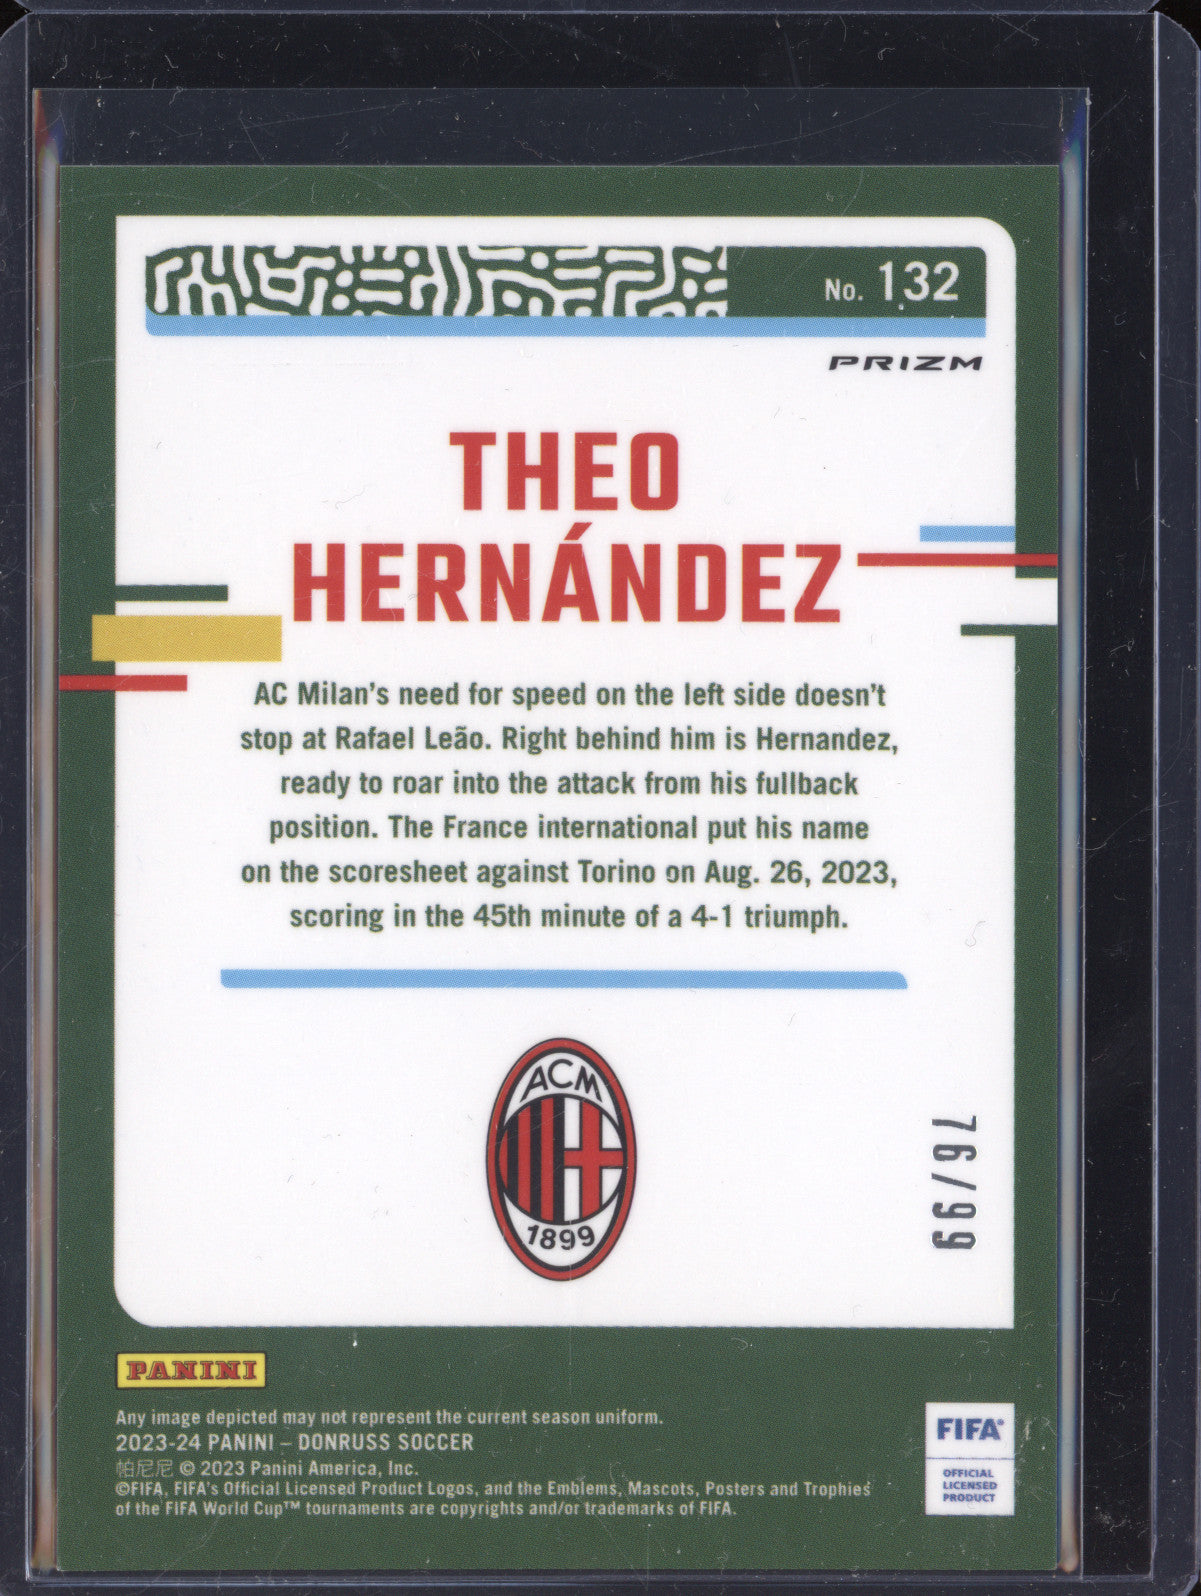 No. 132
PRIZM
THEO
HERNÁNDEZ
AC Milan's need for speed on the left side doesn't
stop at Rafael Leão. Right behind him is Hernandez,
ready to roar into the attack from his fullback
position. The France international put his name
on the scoresheet against Torino on Aug. 26, 2023,
scoring in the 45th minute of a 4-1 triumph.
ACM
1899
76/99
PANINI
Any image depicted may not represent the current season uniform.
2023-24 PANINI – DONRUSS SOCCER
帕尼尼 © 2023 Panini America, Inc.
©FIFA, FIFA's Official Licensed Product Logos, and the Emblems, Mascots, Posters and Trophies
of the FIFA World Cup™ tournaments are copyrights and/or trademarks of FIFA.
FIFA®
OFFICIAL
LICENSED
PRODUCT